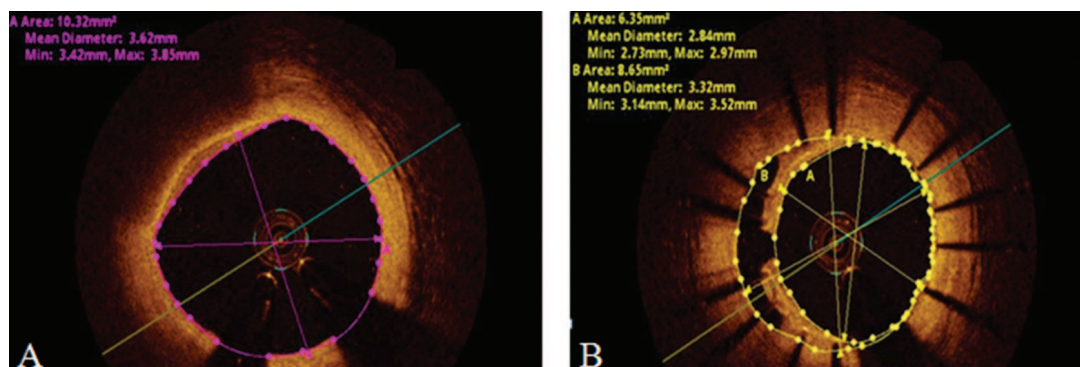 A Area: 10.32mm²
Mean Diameter: 3.62mm
Min: 3.42mm, Max: 3.85mm
A
A Area: 6.35mm²
Mean Diameter: 2.84mm
Min: 2.73mm, Max: 2.97mm
B Area: 8.65mm²
Mean Diameter: 3.32mm
Min: 3.14mm, Max: 3.52mm
B
A
B